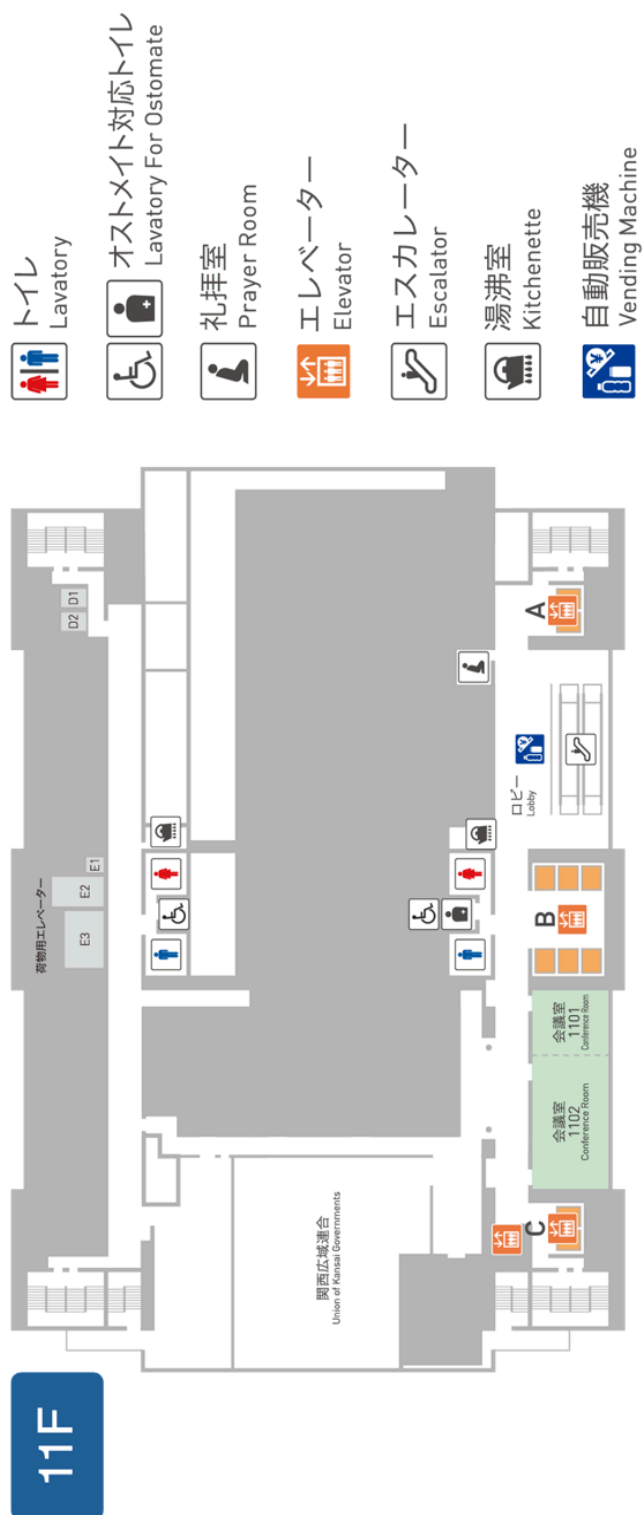 11F
荷物用エレベーター
E3
E2
E1
D2
D1
関西広域連合
Union of Kansai Governments
C
会議室
1102
Conference Room
会議室
1101
Conference Room
B
ロビー
Lobby
A
トイレ
Lavatory
オストメイト対応トイレ
Lavatory For Ostomate
礼拝室
Prayer Room
エレベーター
Elevator
エスカレーター
Escalator
湯沸室
Kitchenette
自動販売機
Vending Machine